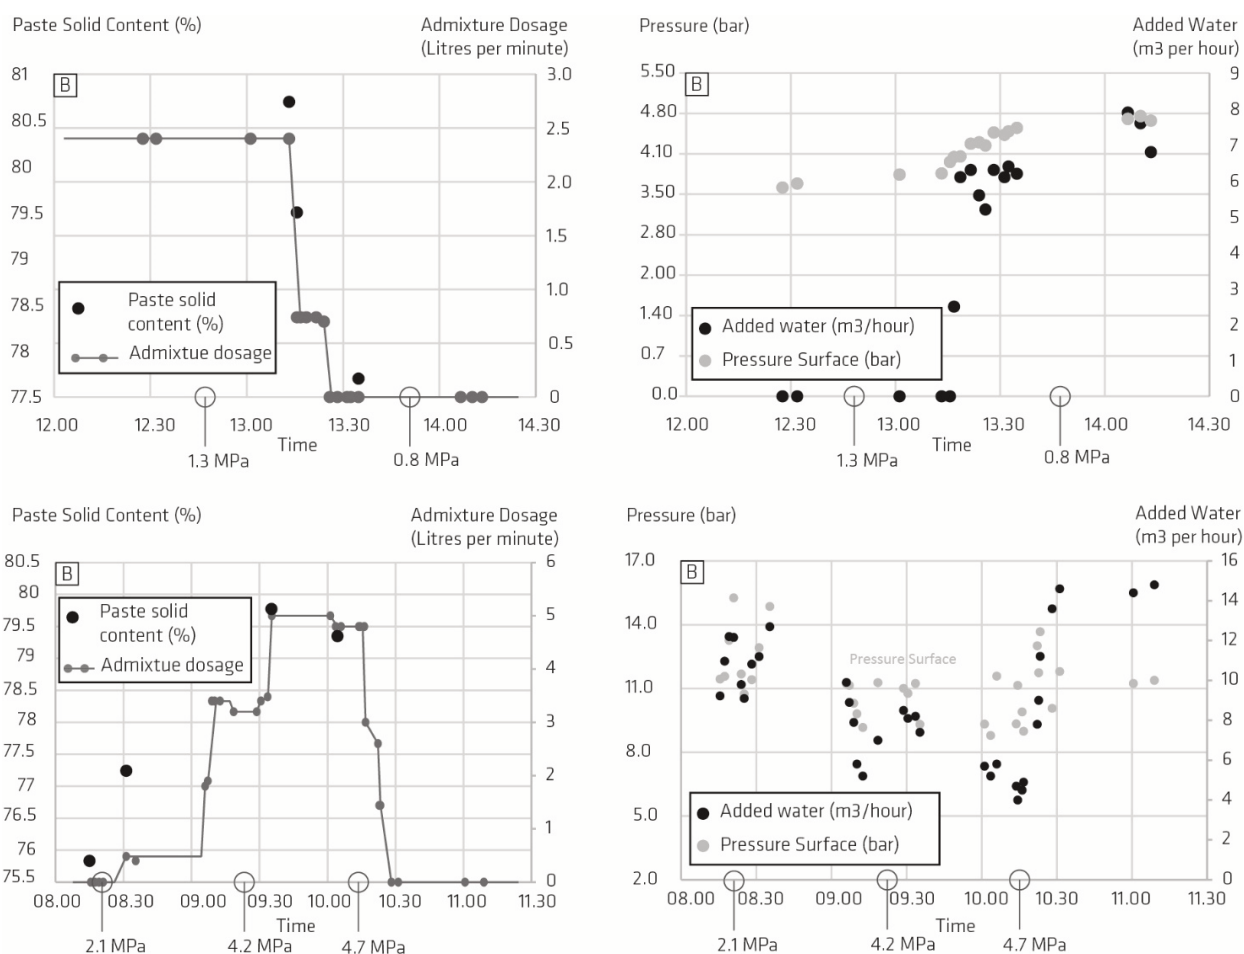 Paste Solid Content (%)
Admixture Dosage
(Litres per minute)
81
80.5
80
79.5
79
78.5
78
77.5
B
3.0
2.5
2.0
1.5
1.0
0.5
0
Paste solid
content (%)
Admixtue dosage
12.00
12.30
13.00
13.30
14.00
14.30
Time
1.3 MPa
0.8 MPa
Pressure (bar)
Added Water
(m3 per hour)
5.50
4.80
4.10
3.50
2.80
2.00
1.40
0.7
0.0
B
9
8
7
6
5
4
3
2
1
0
Added water (m3/hour)
Pressure Surface (bar)
12.00
12.30
13.00
13.30
14.00
14.30
Time
1.3 MPa
0.8 MPa
Paste Solid Content (%)
Admixture Dosage
(Litres per minute)
80.5
80
79.5
79
78.5
78
77.5
77
76.5
76
75.5
B
6
5
4
3
2
1
0
Paste solid
content (%)
Admixtue dosage
08.00
08.30
09.00
09.30
10.00
10.30
11.00
11.30
Time
2.1 MPa
4.2 MPa
4.7 MPa
Pressure (bar)
Added Water
(m3 per hour)
17.0
14.0
11.0
8.0
5.0
2.0
B
16
14
12
10
8
6
4
2
0
Pressure Surface
Added water (m3/hour)
Pressure Surface (bar)
08.00
08.30
09.00
09.30
10.00
10.30
11.00
11.30
Time
2.1 MPa
4.2 MPa
4.7 MPa